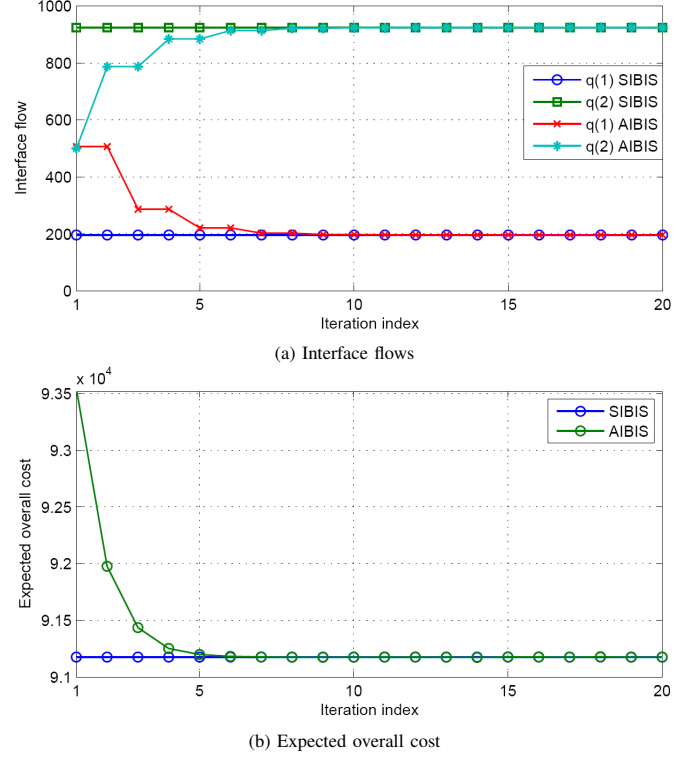 1000
800
600
400
200
0
Interface flow
q(1) SIBIS
q(2) SIBIS
q(1) AIBIS
q(2) AIBIS
1 5 10 15 20
Iteration index
(a) Interface flows
x 10^4
9.35
9.3
9.25
9.2
9.15
9.1
Expected overall cost
SIBIS
AIBIS
1 5 10 15 20
Iteration index
(b) Expected overall cost